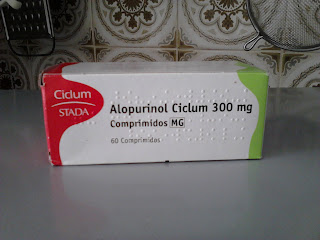 Ciclum
STADA
Alopurinol Ciclum 300 mg
Comprimidos MG
60 Comprimidos